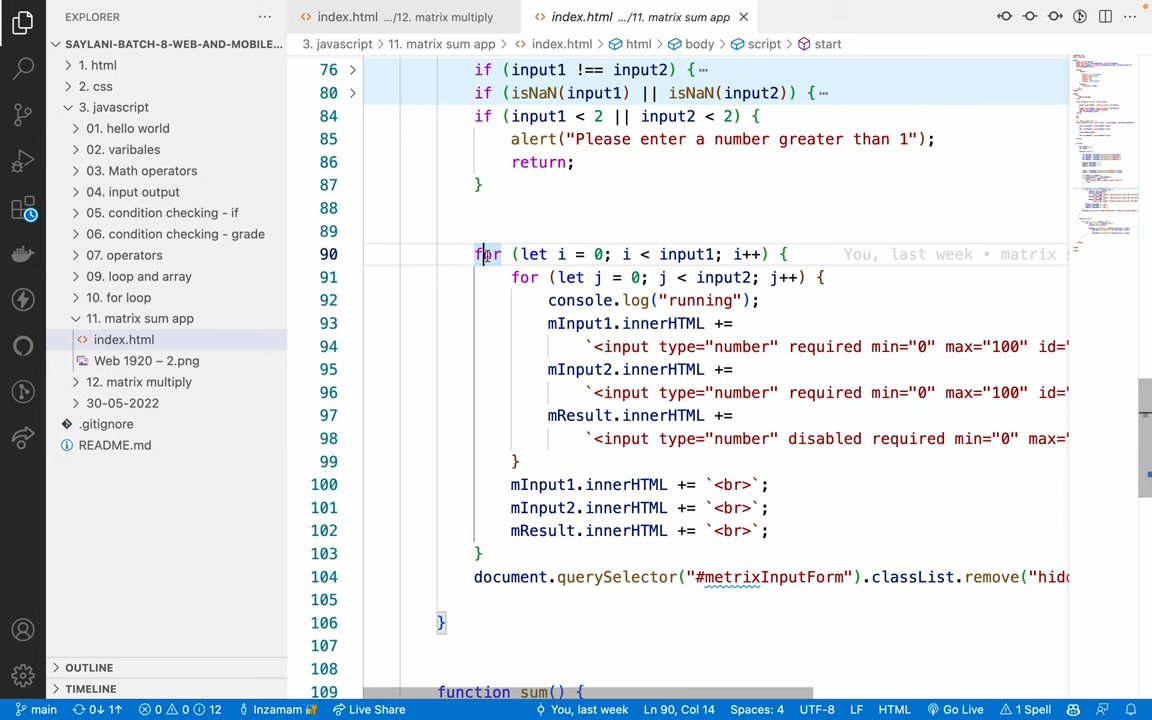 EXPLORER
index.html .../12. matrix multiply
index.html .../11. matrix sum app
SAYLANI-BATCH-8-WEB-AND-MOBILE...
3. javascript > 11. matrix sum app > index.html > html > body > script > start
1. html
2. css
3. javascript
01. hello world
02. varibales
03. Math operators
04. input output
05. condition checking - if
06. condition checking - grade
07. operators
09. loop and array
10. for loop
11. matrix sum app
index.html
Web 1920 – 2.png
12. matrix multiply
30-05-2022
.gitignore
README.md
OUTLINE
TIMELINE
76 if (input1 !== input2) {…
80 if (isNaN(input1) || isNaN(input2)) {…
84 if (input1 < 2 || input2 < 2) {
85 alert("Please enter a number greater than 1");
86 return;
87 }
88
89
90 for (let i = 0; i < input1; i++) { You, last week • matrix s
91 for (let j = 0; j < input2; j++) {
92 console.log("running");
93 mInput1.innerHTML +=
94 `<input type="number" required min="0" max="100" id=
95 mInput2.innerHTML +=
96 `<input type="number" required min="0" max="100" id=
97 mResult.innerHTML +=
98 `<input type="number" disabled required min="0" max=
99 }
100 mInput1.innerHTML += `<br>`;
101 mInput2.innerHTML += `<br>`;
102 mResult.innerHTML += `<br>`;
103 }
104 document.querySelector("#metrixInputForm").classList.remove("hidd
105
106 }
107
108
109 function sum() {
main 0↓ 1↑ 0 0 12 Inzamam Live Share You, last week Ln 90, Col 14 Spaces: 4 UTF-8 LF HTML Go Live 1 Spell